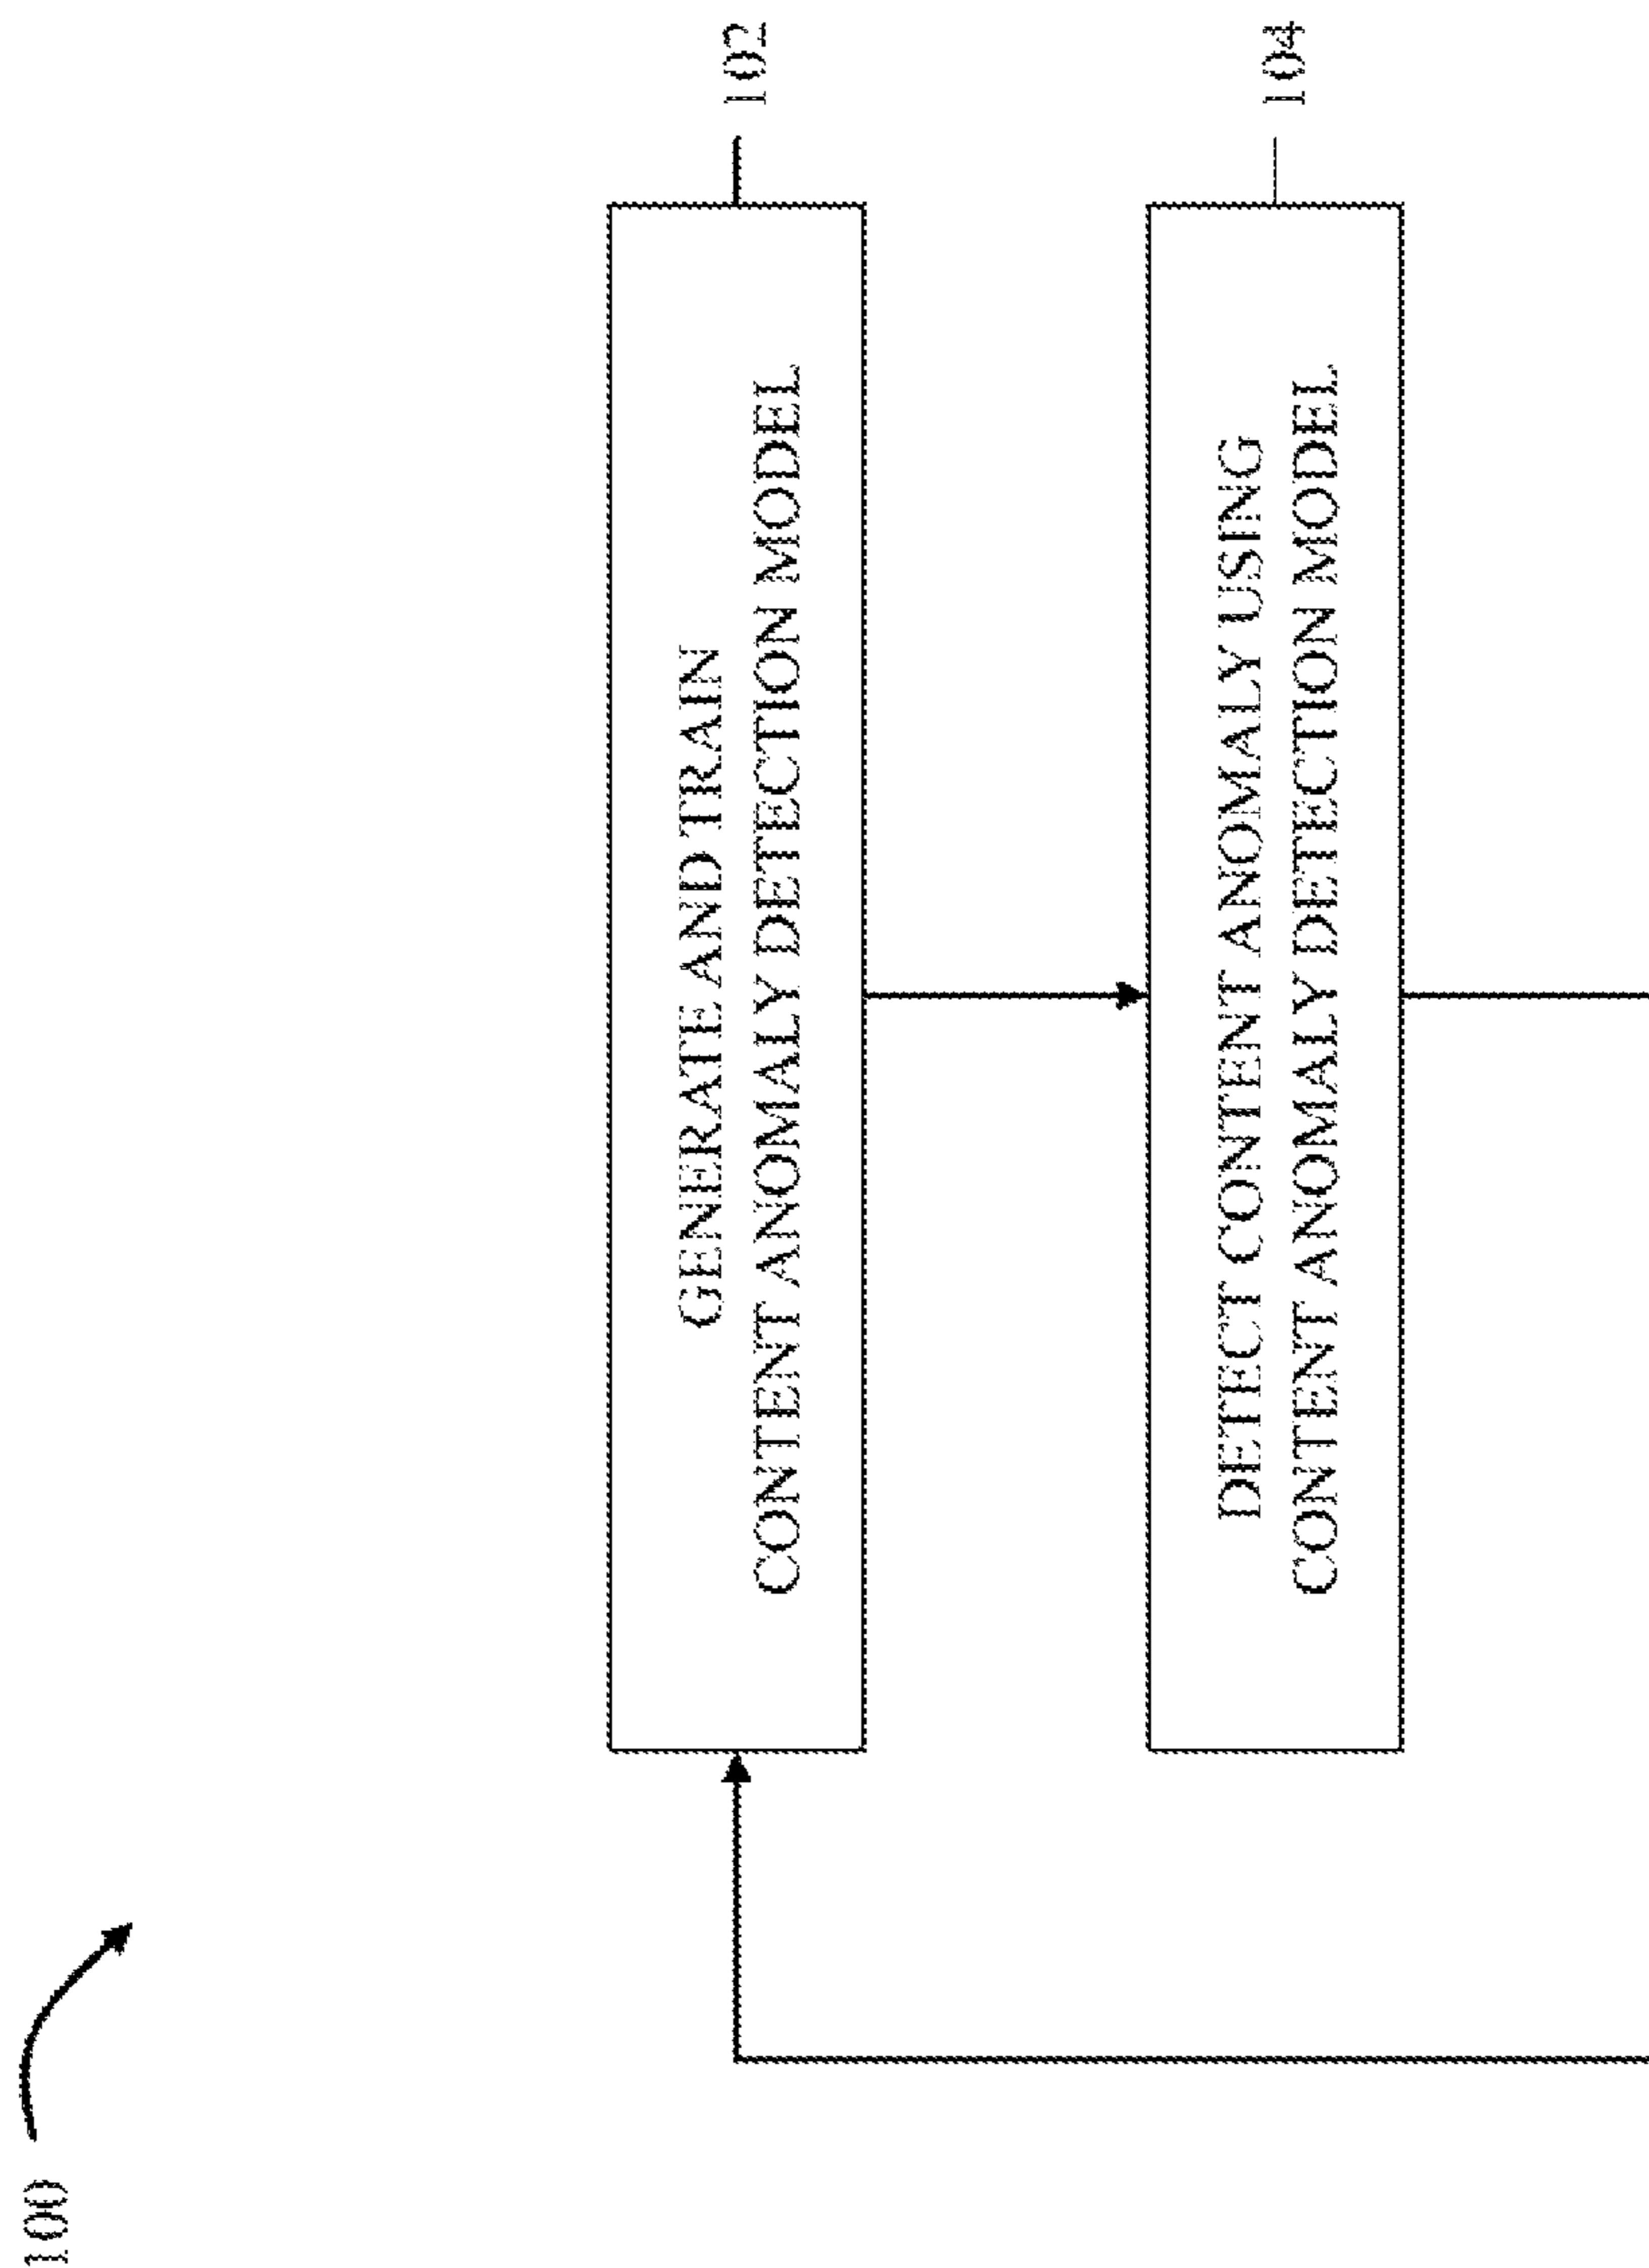 100
GENERATE AND TRAIN
CONTENT ANOMALY DETECTION MODEL
102
DETECT CONTENT ANOMALY USING
CONTENT ANOMALY DETECTION MODEL
104